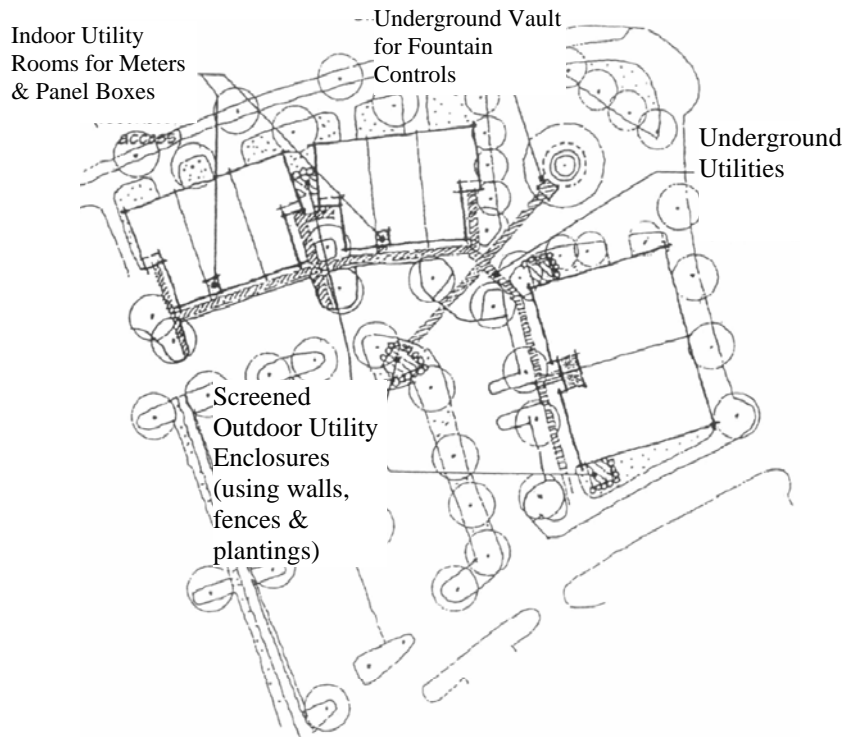 Indoor Utility
Rooms for Meters
& Panel Boxes
Underground Vault
for Fountain
Controls
Underground
Utilities
access
Screened
Outdoor Utility
Enclosures
(using walls,
fences &
plantings)